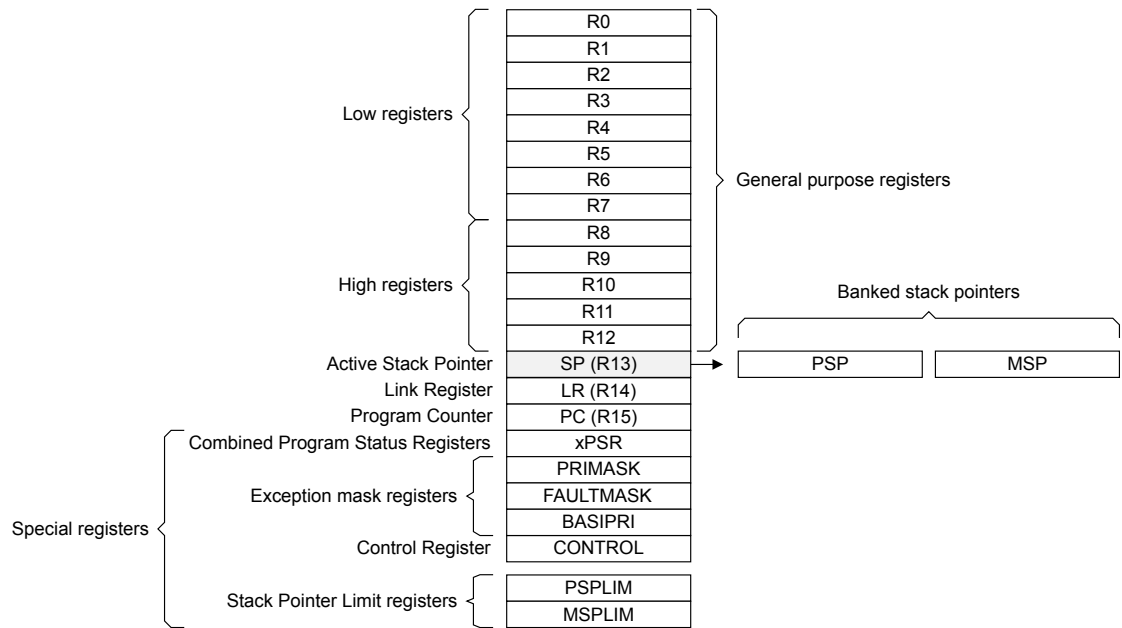 R0
R1
R2
R3
Low registers
R4
R5
R6
General purpose registers
R7
R8
R9
High registers
R10
Banked stack pointers
R11
R12
Active Stack Pointer SP (R13) PSP MSP
Link Register LR (R14)
Program Counter PC (R15)
Combined Program Status Registers xPSR
PRIMASK
Exception mask registers FAULTMASK
BASIPRI
Special registers
Control Register CONTROL
PSPLIM
Stack Pointer Limit registers
MSPLIM